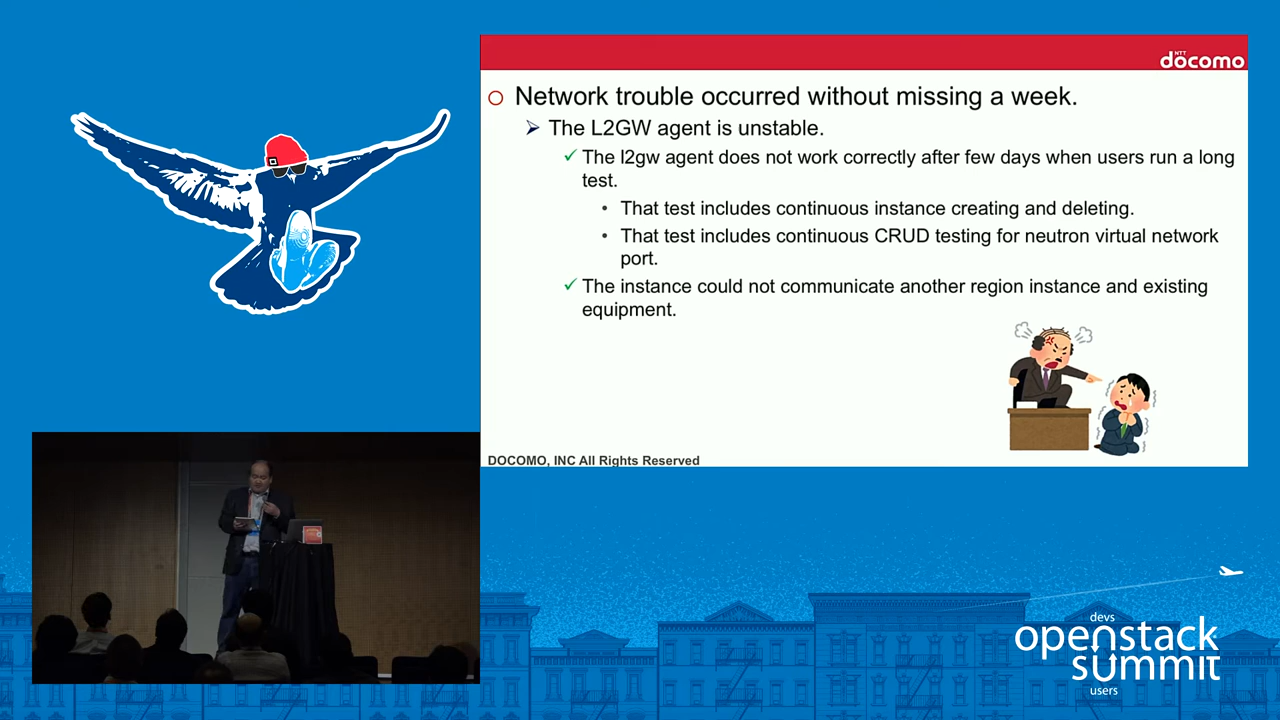 NTT
döcomo
Network trouble occurred without missing a week.
The L2GW agent is unstable.
The l2gw agent does not work correctly after few days when users run a long
test.
• That test includes continuous instance creating and deleting.
• That test includes continuous CRUD testing for neutron virtual network
port.
The instance could not communicate another region instance and existing
equipment.
DOCOMO, INC All Rights Reserved
devs
openstack
summit
users